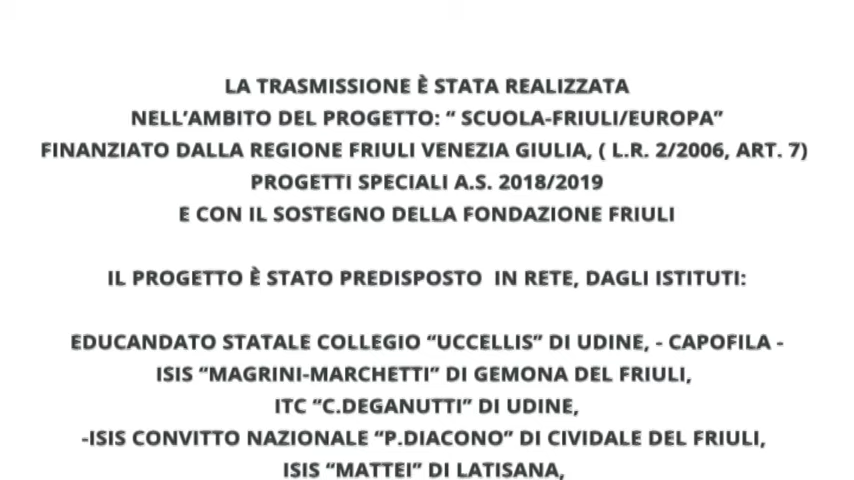 LA TRASMISSIONE È STATA REALIZZATA
NELL’AMBITO DEL PROGETTO: “ SCUOLA-FRIULI/EUROPA”
FINANZIATO DALLA REGIONE FRIULI VENEZIA GIULIA, ( L.R. 2/2006, ART. 7)
PROGETTI SPECIALI A.S. 2018/2019
E CON IL SOSTEGNO DELLA FONDAZIONE FRIULI
IL PROGETTO È STATO PREDISPOSTO  IN RETE, DAGLI ISTITUTI:
EDUCANDATO STATALE COLLEGIO “UCCELLIS” DI UDINE, - CAPOFILA -
ISIS “MAGRINI-MARCHETTI” DI GEMONA DEL FRIULI,
ITC “C.DEGANUTTI” DI UDINE,
-ISIS CONVITTO NAZIONALE “P.DIACONO” DI CIVIDALE DEL FRIULI,
ISIS “MATTEI” DI LATISANA,